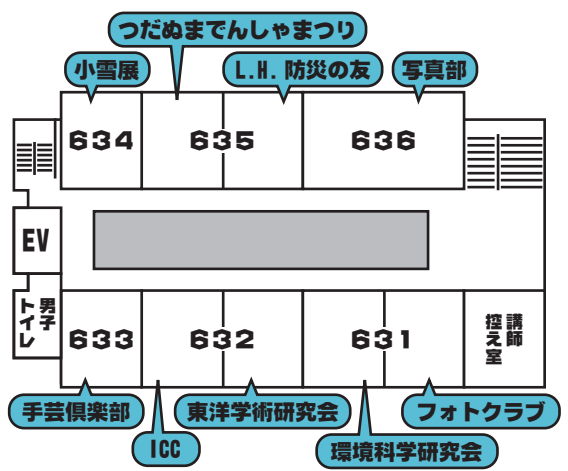 つだぬまでんしゃまつり
小雪展
L.H. 防災の友
写真部
634
635
636
EV
男子
トイレ
633
632
631
講師
控え室
手芸倶楽部
東洋学術研究会
フォトクラブ
ICC
環境科学研究会